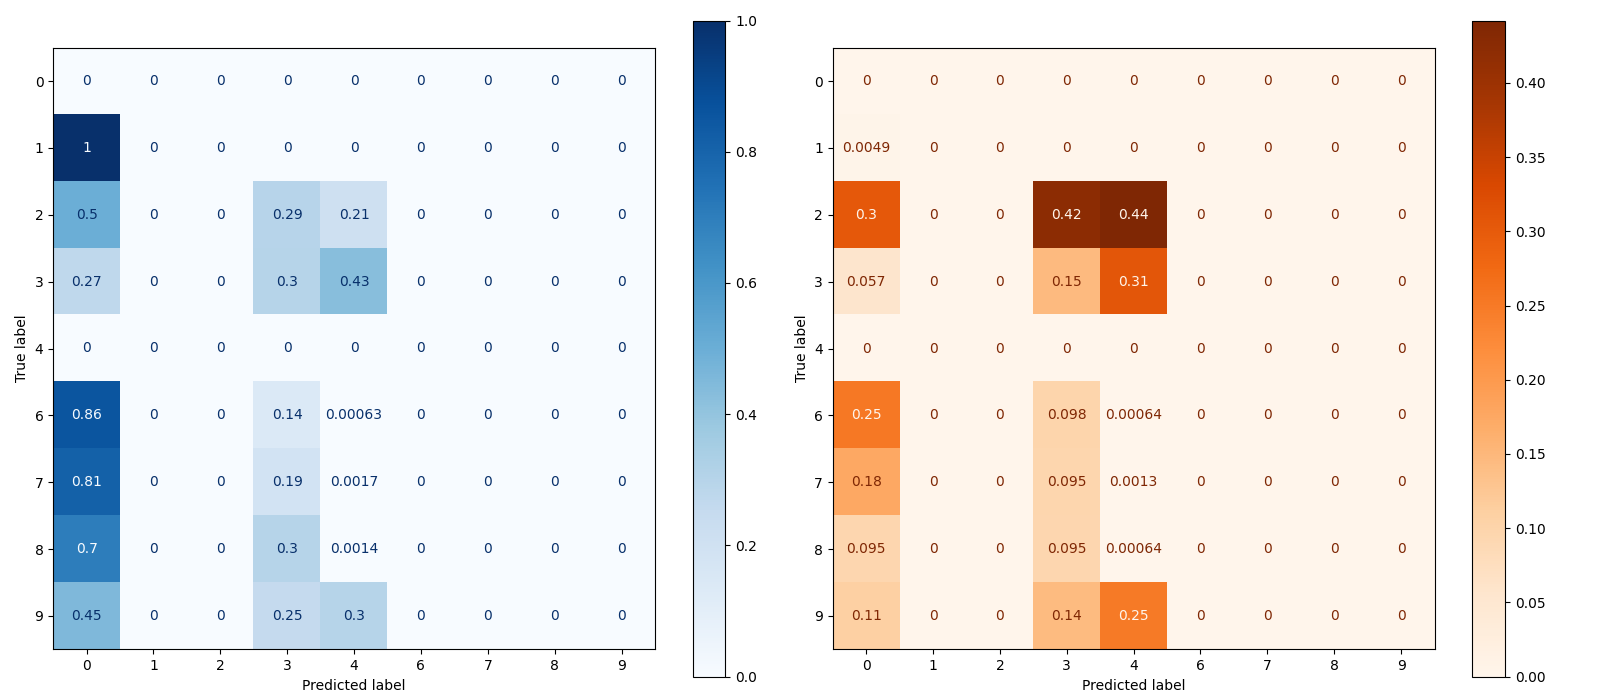 0 0 0 0 0 0 0 0 0 0
1 1 0 0 0 0 0 0 0 0
2 0.5 0 0 0.29 0.21 0 0 0 0
3 0.27 0 0 0.3 0.43 0 0 0 0
4 0 0 0 0 0 0 0 0 0
6 0.86 0 0 0.14 0.00063 0 0 0 0
7 0.81 0 0 0.19 0.0017 0 0 0 0
8 0.7 0 0 0.3 0.0014 0 0 0 0
9 0.45 0 0 0.25 0.3 0 0 0 0
0 1 2 3 4 6 7 8 9
Predicted label
True label
1.0
0.8
0.6
0.4
0.2
0.0
0 0 0 0 0 0 0 0 0
0.0049 0 0 0 0 0 0 0 0
2 0.3 0 0 0.42 0.44 0 0 0 0
3 0.057 0 0 0.15 0.31 0 0 0 0
4 0 0 0 0 0 0 0 0 0
6 0.25 0 0 0.098 0.00064 0 0 0 0
7 0.18 0 0 0.095 0.0013 0 0 0 0
8 0.095 0 0 0.095 0.00064 0 0 0 0
9 0.11 0 0 0.14 0.25 0 0 0 0
0 1 2 3 4 6 7 8 9
Predicted label
True label
0.40
0.35
0.30
0.25
0.20
0.15
0.10
0.05
0.00